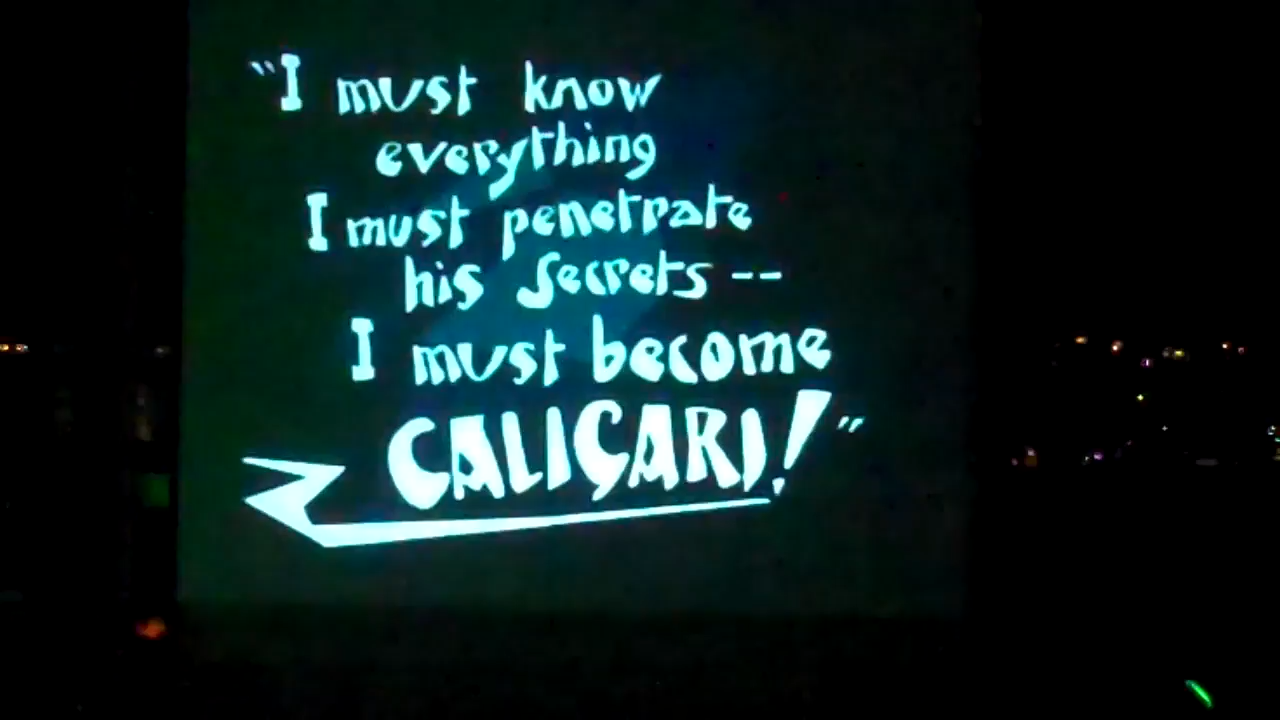 “I must know
everything
I must penetrate
his secrets --
I must become
CALIGARI!”